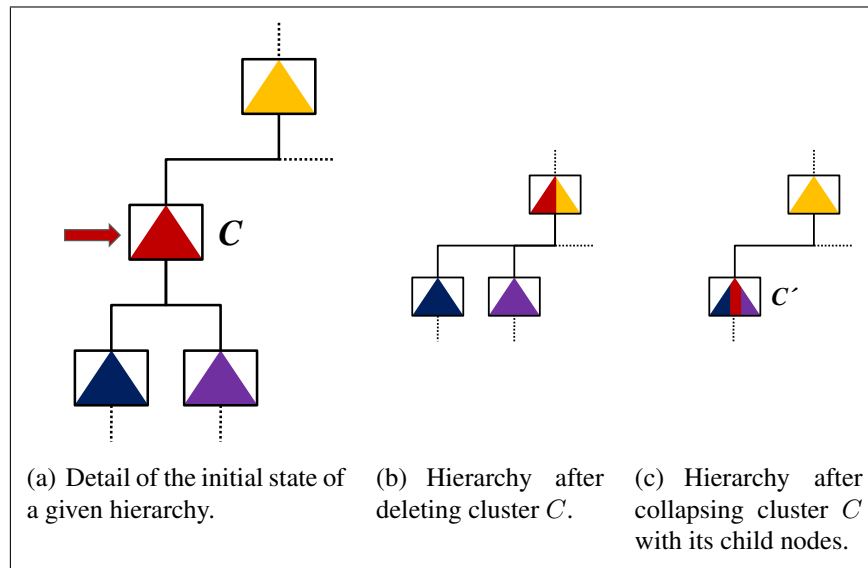 C
C´
(a) Detail of the initial state of
a given hierarchy.
(b) Hierarchy after
deleting cluster C.
(c) Hierarchy after
collapsing cluster C
with its child nodes.